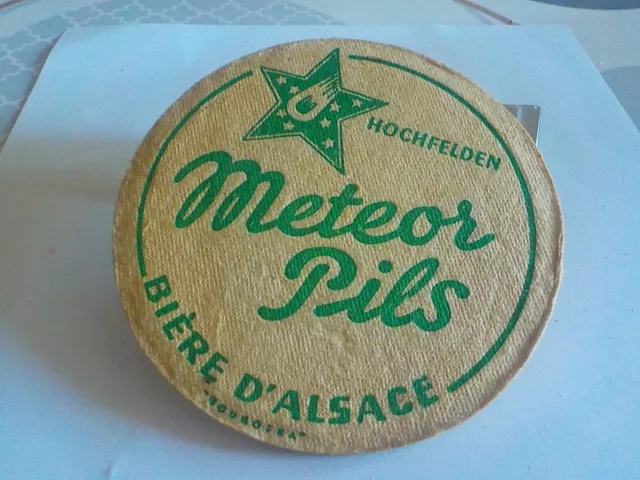 HOCHFELDEN
Meteor
Pils
BIÈRE D'ALSACE